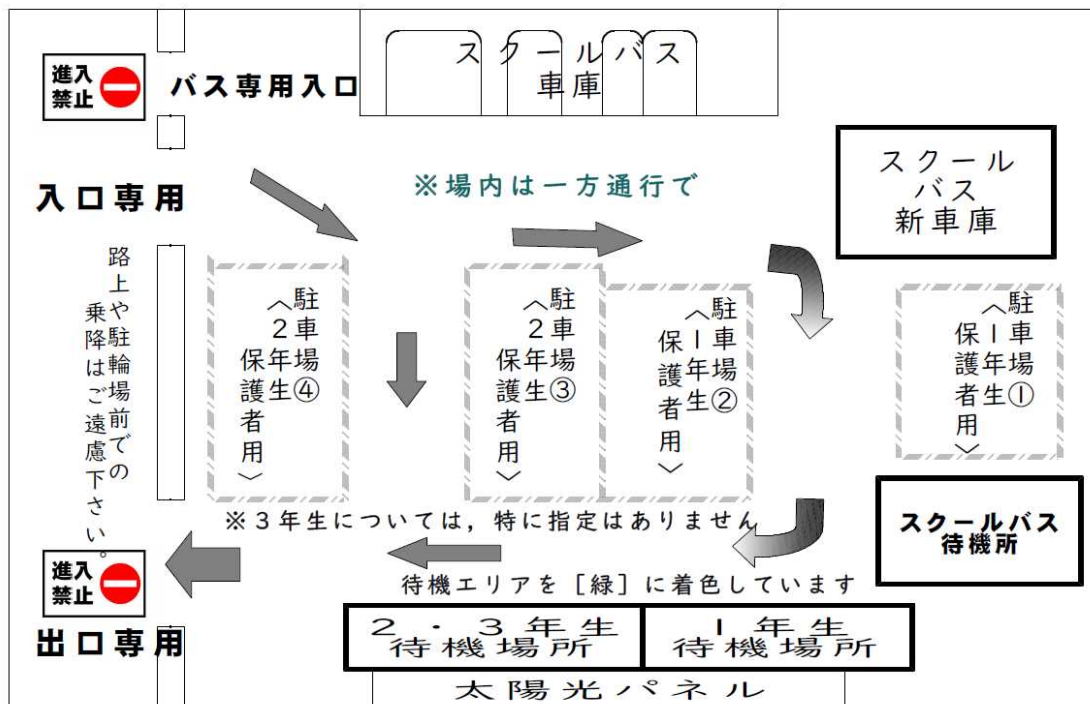 スクールバス
車庫
進入
禁止
バス専用入口
スクール
バス
新車庫
※場内は一方通行で
入口専用
路上や駐輪場前での
乗降はご遠慮下さい。
駐車場④
〈2年生
保護者用〉
駐車場③
〈2年生
保護者用〉
駐車場②
〈1年生
保護者用〉
駐車場①
〈1年生
保護者用〉
スクールバス
待機所
※3年生については，特に指定はありません
待機エリアを［緑］に着色しています
進入
禁止
出口専用
2・3年生
待機場所
1年生
待機場所
太陽光パネル